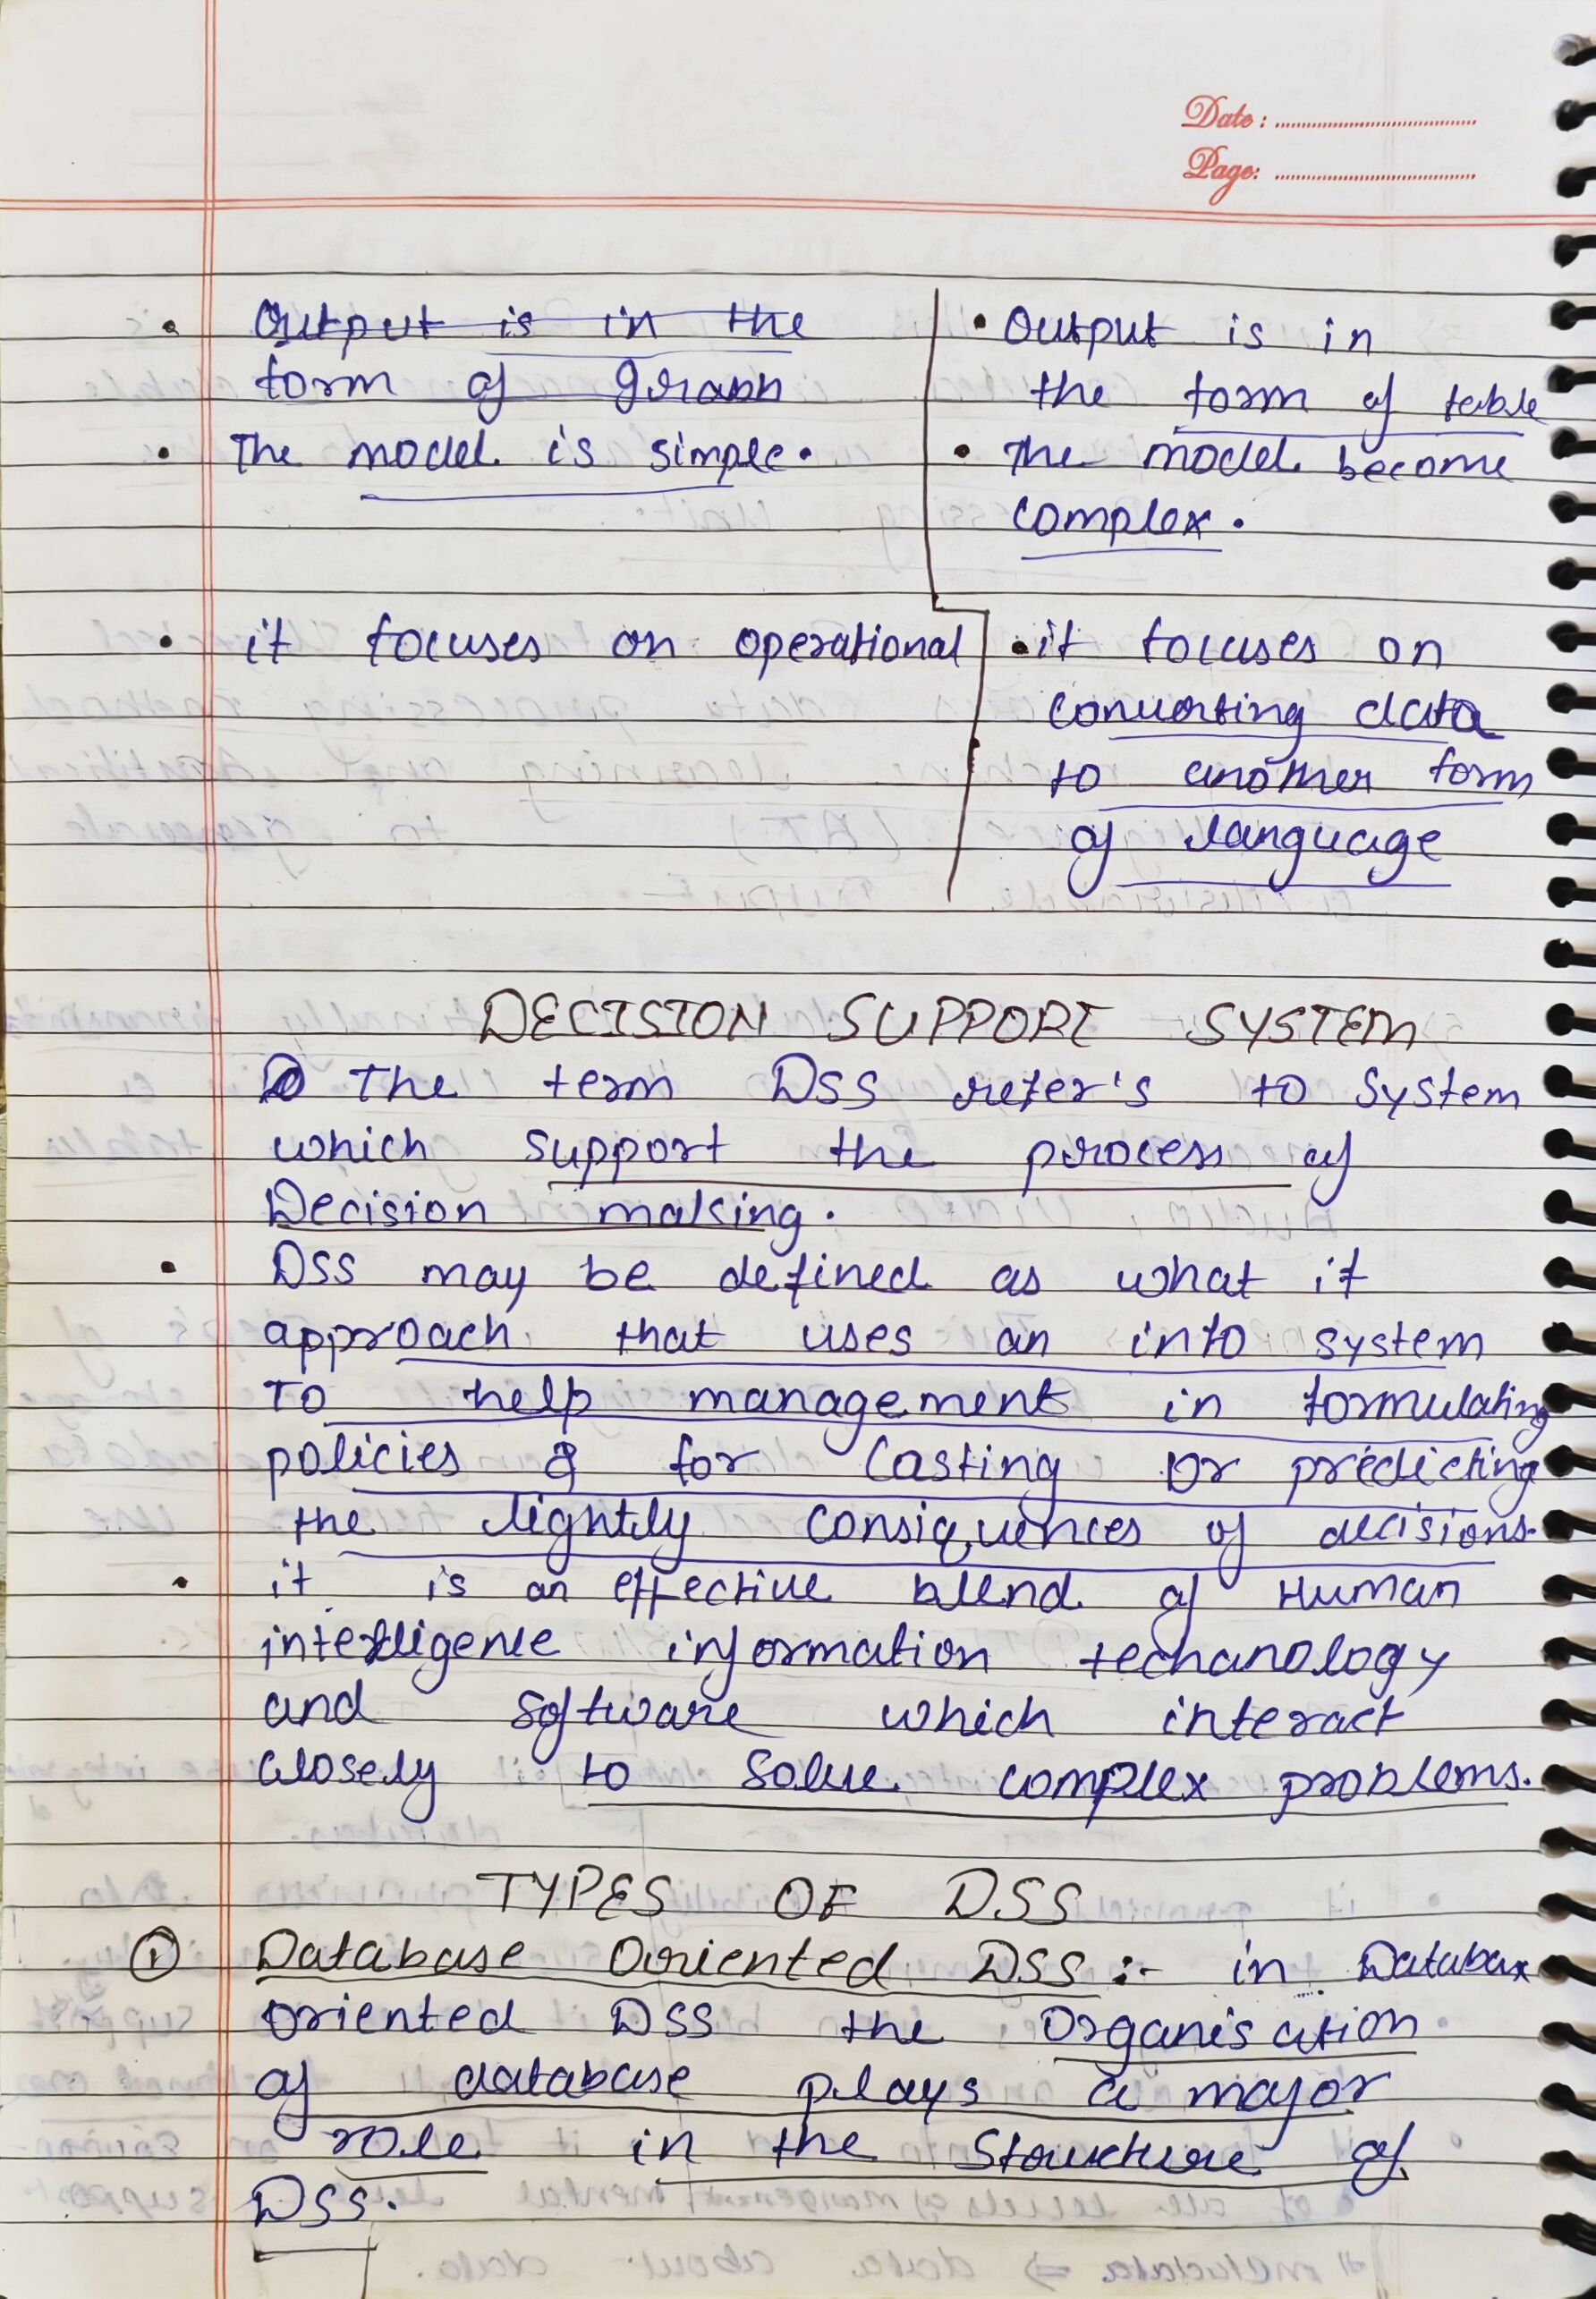 Date :
Page:
• Output is in the
form of graph
• The model is simple.
• Output is in
the form of table
• The model become
complex.
• it focuses on operational
• it focuses on
converting data
to another form
of language
DECISION SUPPORT SYSTEM
The term DSS refer's to System
which support the process of
Decision making.
• DSS may be defined as what if
approach that uses an info system
To help management in formulating
policies & for Casting or predicting
the lightly Consiquences of decisions.
• it is an effective blend of Human
intelligence information techanology
and Software which interact
closely to Solve complex problems.
TYPES OF DSS
① Database Oriented DSS :- in Database
Oriented DSS the Organisation
of database plays a major
role in the Structure of
DSS.